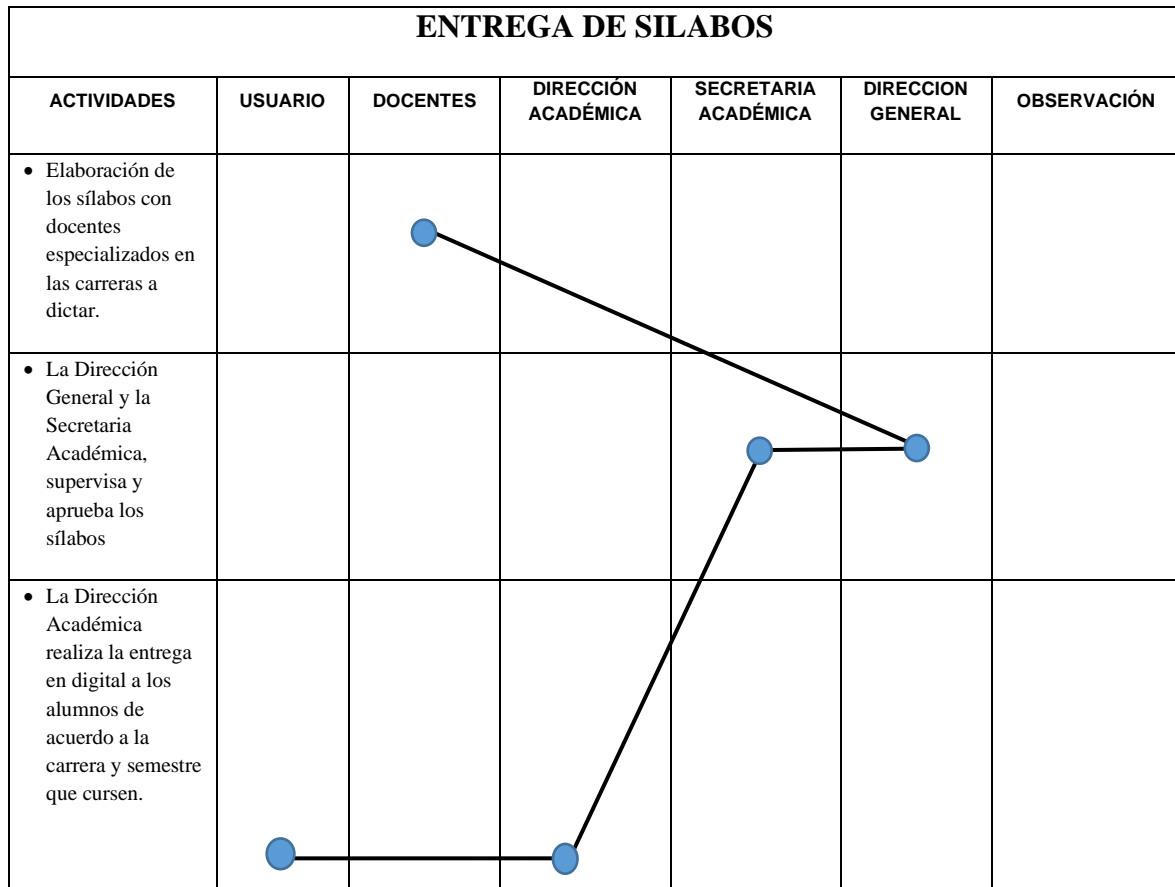 ENTREGA DE SILABOS
ACTIVIDADES
USUARIO
DOCENTES
DIRECCIÓN
ACADÉMICA
SECRETARIA
ACADÉMICA
DIRECCION
GENERAL
OBSERVACIÓN
• Elaboración de
los sílabos con
docentes
especializados en
las carreras a
dictar.
• La Dirección
General y la
Secretaria
Académica,
supervisa y
aprueba los
sílabos
• La Dirección
Académica
realiza la entrega
en digital a los
alumnos de
acuerdo a la
carrera y semestre
que cursen.